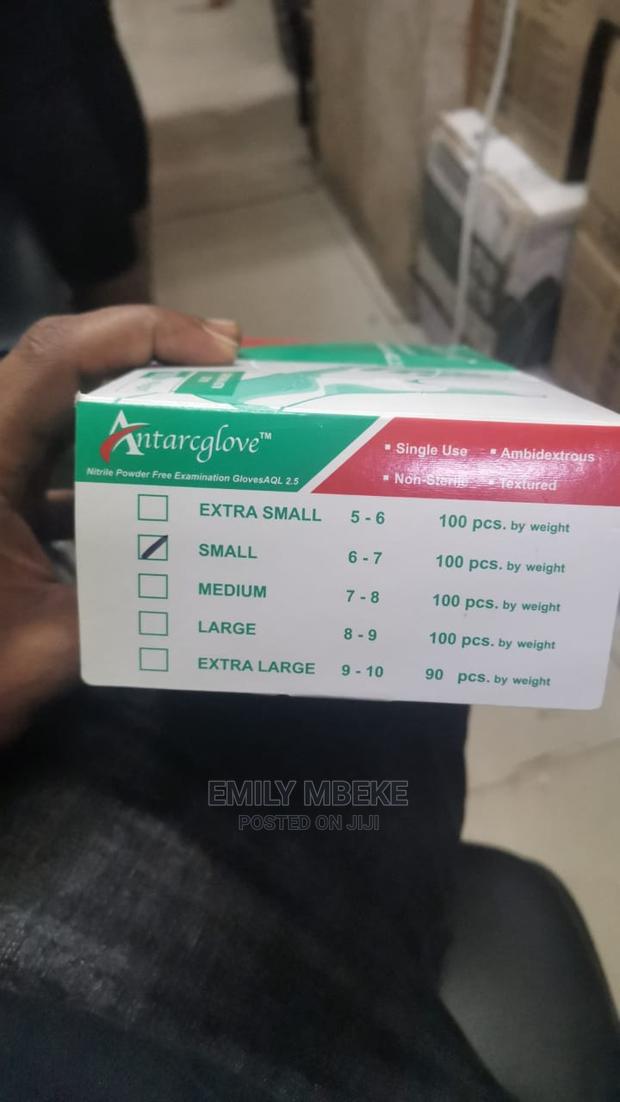 Antarcglove™
Nitrile Powder Free Examination GlovesAQL 2.5
▪ Single Use ▪ Ambidextrous
▪ Non-Sterile ▪ Textured
EXTRA SMALL 5 - 6 100 pcs. by weight
SMALL 6 - 7 100 pcs. by weight
MEDIUM 7 - 8 100 pcs. by weight
LARGE 8 - 9 100 pcs. by weight
EXTRA LARGE 9 - 10 90 pcs. by weight
EMILY MBEKE
POSTED ON JIJI